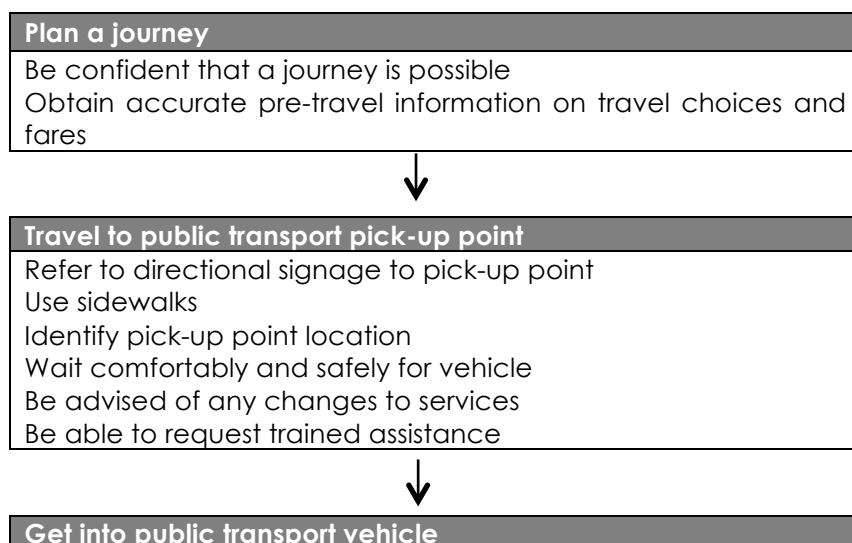 Plan a journey
Be confident that a journey is possible
Obtain accurate pre-travel information on travel choices and
fares
Travel to public transport pick-up point
Refer to directional signage to pick-up point
Use sidewalks
Identify pick-up point location
Wait comfortably and safely for vehicle
Be advised of any changes to services
Be able to request trained assistance
Get into public transport vehicle